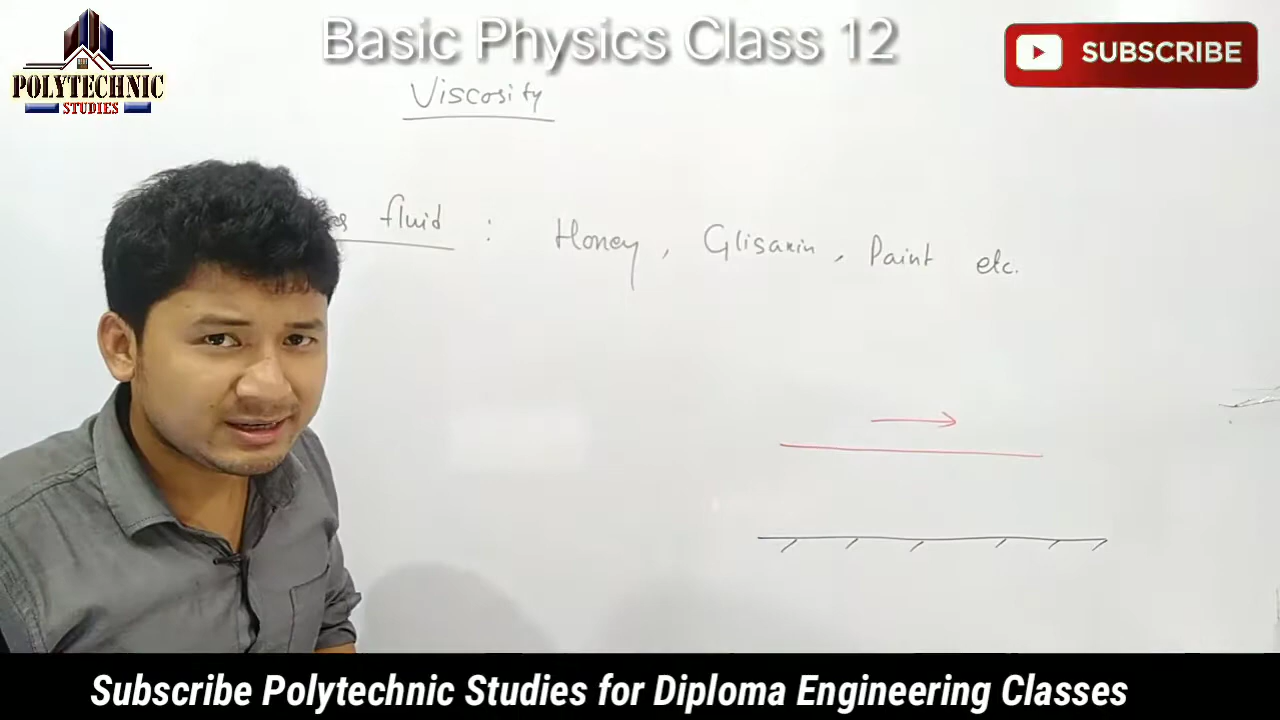 Basic Physics Class 12
POLYTECHNIC
STUDIES
SUBSCRIBE
Viscosity
fluid : Honey, Glisarin, Paint etc.
Subscribe Polytechnic Studies for Diploma Engineering Classes